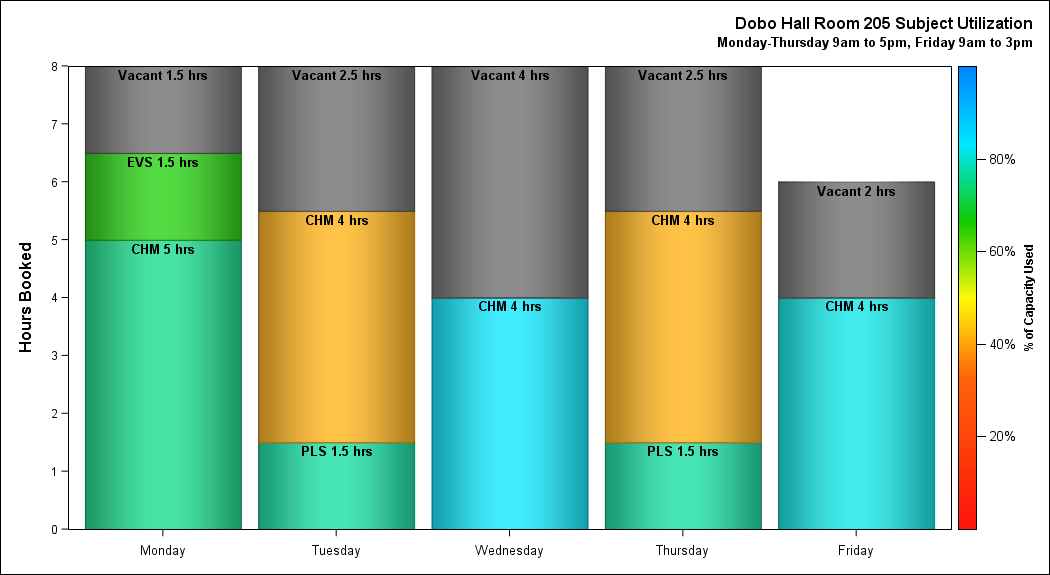 Dobo Hall Room 205 Subject Utilization
Monday-Thursday 9am to 5pm, Friday 9am to 3pm
Hours Booked
8
7
6
5
4
3
2
1
0
Vacant 1.5 hrs
EVS 1.5 hrs
CHM 5 hrs
Vacant 2.5 hrs
CHM 4 hrs
PLS 1.5 hrs
Vacant 4 hrs
CHM 4 hrs
Vacant 2.5 hrs
CHM 4 hrs
PLS 1.5 hrs
Vacant 2 hrs
CHM 4 hrs
Monday
Tuesday
Wednesday
Thursday
Friday
80%
60%
40%
20%
% of Capacity Used